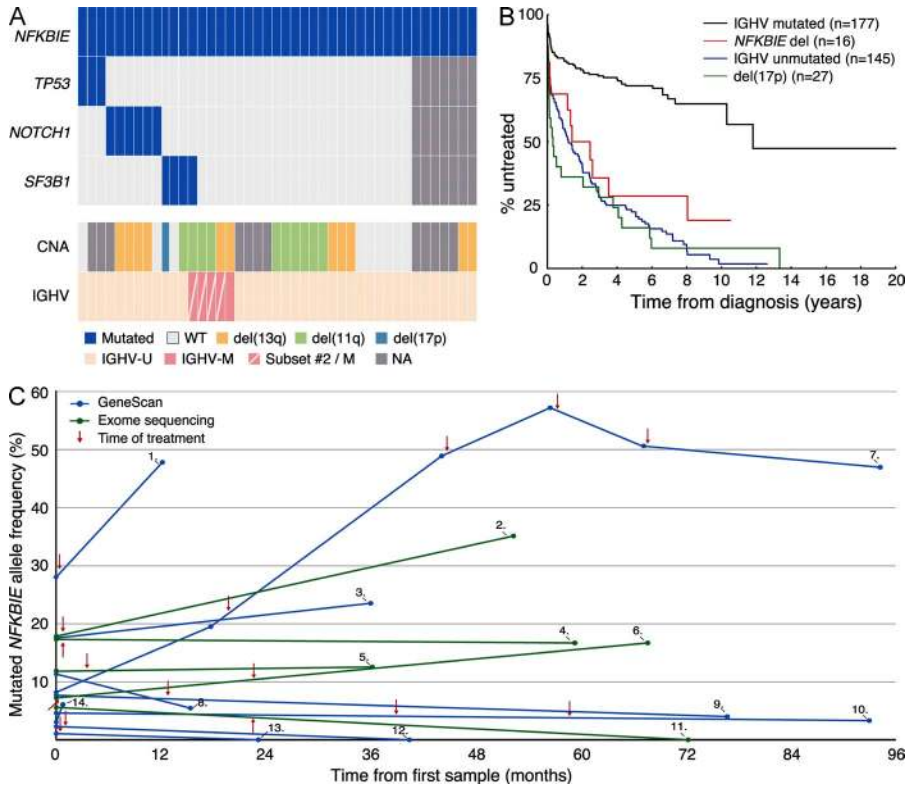 A
NFKBIE
TP53
NOTCH1
SF3B1
CNA
IGHV
Mutated WT del(13q) del(11q) del(17p)
IGHV-U IGHV-M Subset #2 / M NA
B
IGHV mutated (n=177)
NFKBIE del (n=16)
IGHV unmutated (n=145)
del(17p) (n=27)
100
75
50
25
0
% untreated
0 2 4 6 8 10 12 14 16 18 20
Time from diagnosis (years)
C
GeneScan
Exome sequencing
Time of treatment
60
50
40
30
20
10
Mutated NFKBIE allele frequency (%)
1.
2.
3.
4.
5.
6.
7.
8.
9.
10.
11.
12.
13.
14.
0 12 24 36 48 60 72 84 96
Time from first sample (months)